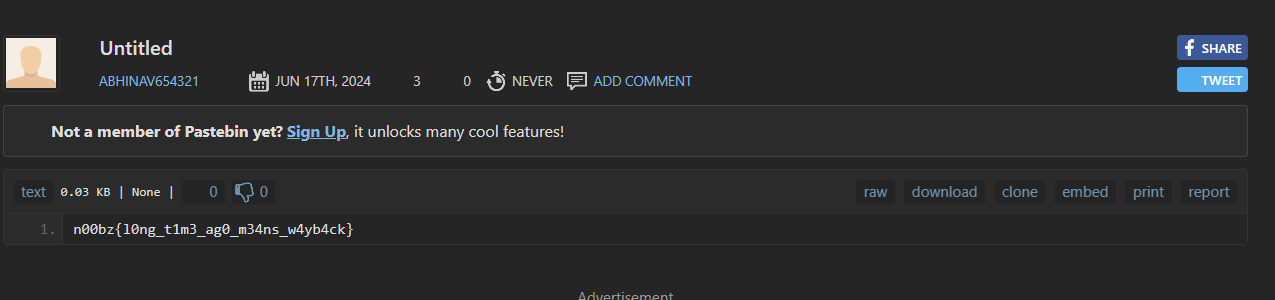 Untitled
SHARE
ABHINAV654321 JUN 17TH, 2024 3 0 NEVER ADD COMMENT
TWEET
Not a member of Pastebin yet? Sign Up, it unlocks many cool features!
text 0.03 KB | None | 0 0 raw download clone embed print report
1. n00bz{l0ng_t1m3_ag0_m34ns_w4yb4ck}
Advertisement